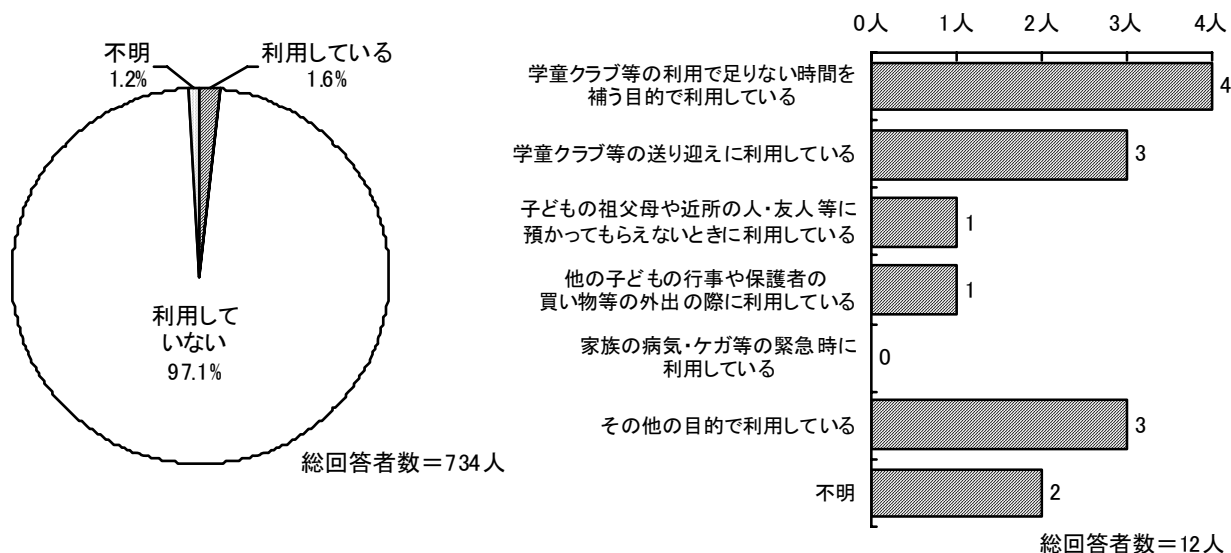 不明
1.2%
利用している
1.6%
利用して
いない
97.1%
総回答者数=734人
0人 1人 2人 3人 4人
学童クラブ等の利用で足りない時間を
補う目的で利用している
4
学童クラブ等の送り迎えに利用している
3
子どもの祖父母や近所の人・友人等に
預かってもらえないときに利用している
1
他の子どもの行事や保護者の
買い物等の外出の際に利用している
1
家族の病気・ケガ等の緊急時に
利用している
0
その他の目的で利用している
3
不明
2
総回答者数=12人